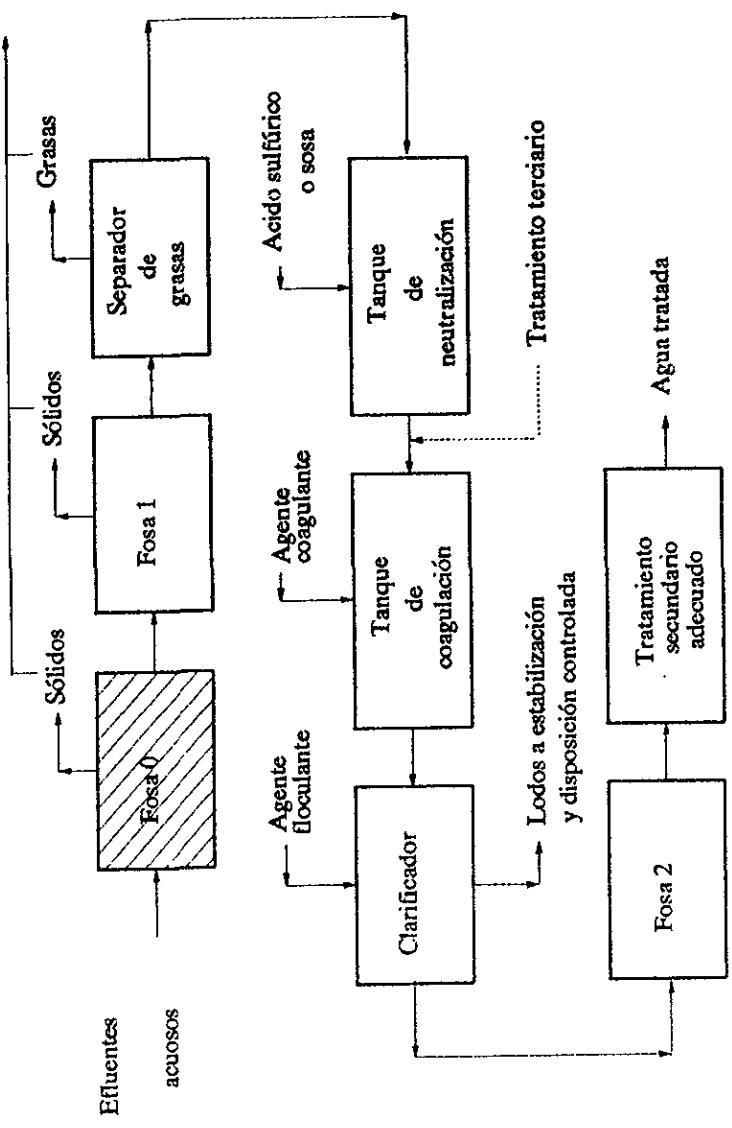 Efluentes
acuosos
Fosa 0
Sólidos
Fosa 1
Sólidos
Separador
de
grasas
Grasas
Acido sulfúrico
o sosa
Tanque
de
neutralización
Tratamiento terciario
Agente
coagulante
Tanque
de
coagulación
Agente
floculante
Clarificador
Lodos a estabilización
y disposición controlada
Fosa 2
Tratamiento
secundario
adecuado
Agua tratada